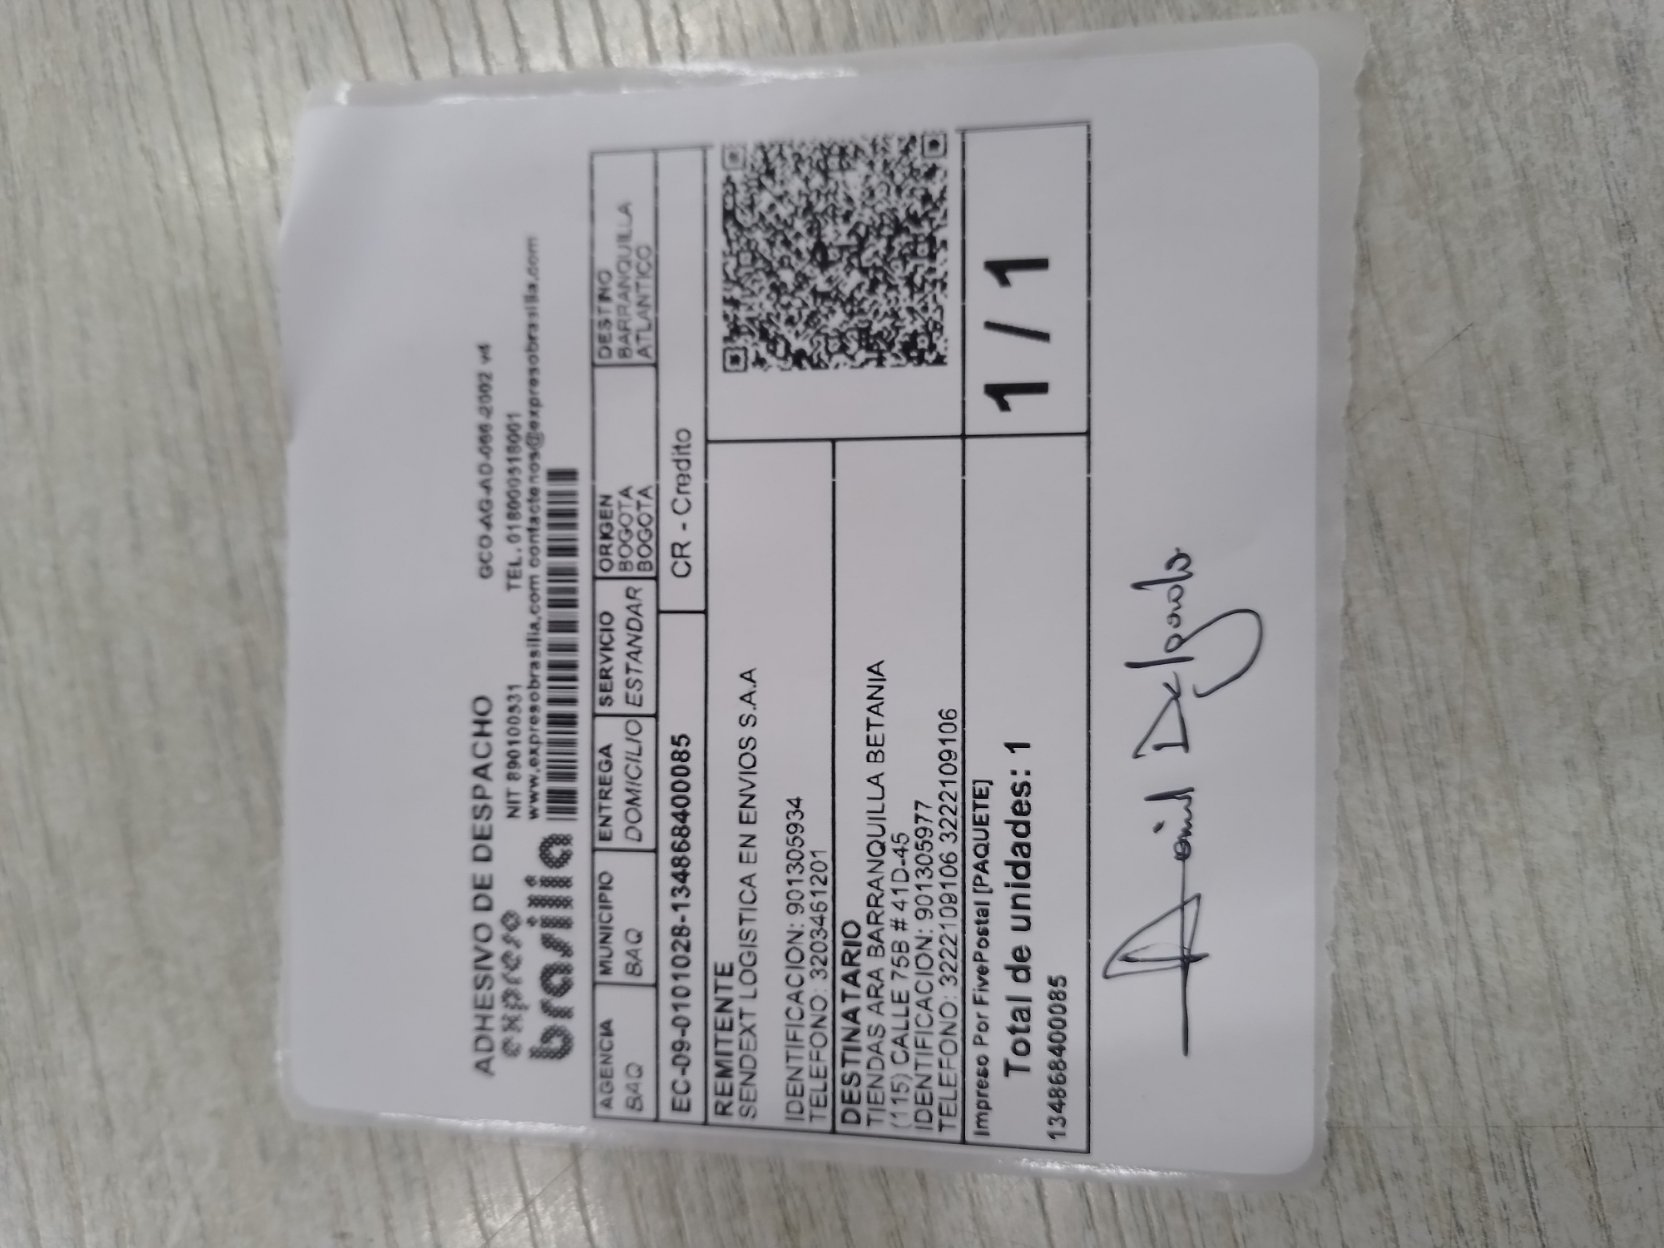 ADHESIVO DE DESPACHO GCO-AG-AD-066-2002 v4
expreso brasilia
NIT 890100531 TEL. 018000518001
www.expresobrasilia.com contactenos@expresobrasilia.com
AGENCIA MUNICIPIO ENTREGA SERVICIO ORIGEN DESTINO
BAQ BAQ DOMICILIO ESTANDAR BOGOTA BARRANQUILLA
BOGOTA ATLANTICO
EC-09-0101028-134868400085 CR - Credito
REMITENTE
SENDEXT LOGISTICA EN ENVIOS S.A.A
IDENTIFICACION: 901305934
TELEFONO: 3203461201
DESTINATARIO
TIENDAS ARA BARRANQUILLA BETANIA
(115) CALLE 75B # 41D-45
IDENTIFICACION: 901305977
TELEFONO: 3222109106 3222109106
Impreso Por FivePostal [PAQUETE]
Total de unidades: 1 1 / 1
134868400085
Delgado